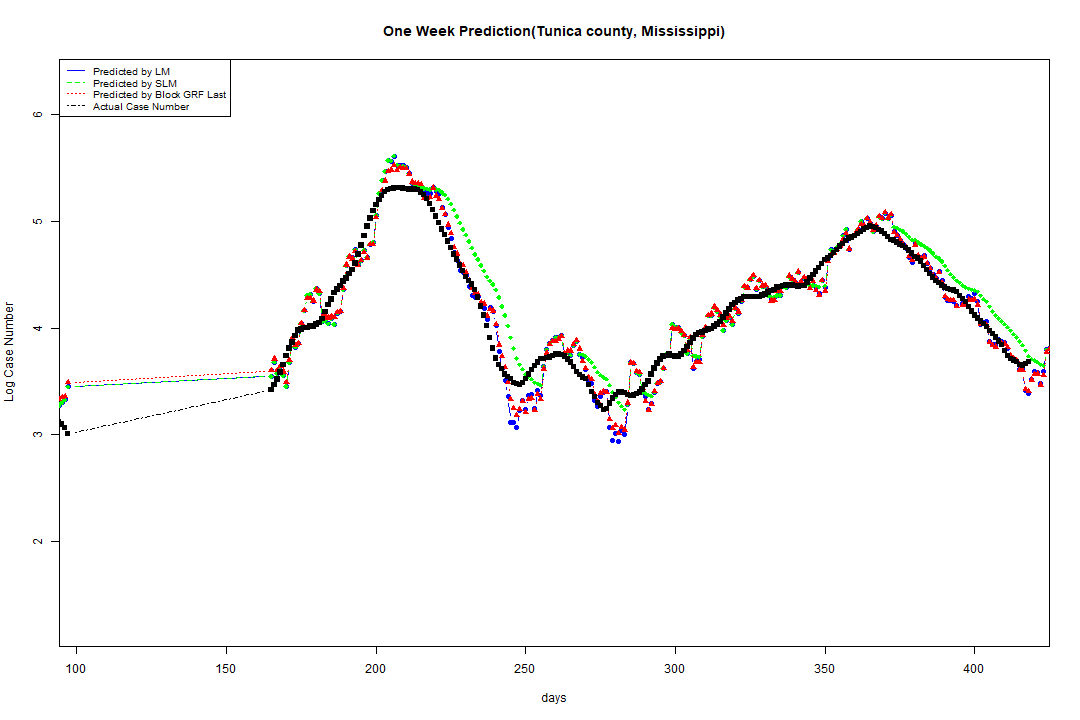 One Week Prediction(Tunica county, Mississippi)
Predicted by LM
Predicted by SLM
Predicted by Block GRF Last
Actual Case Number
Log Case Number
6
5
4
3
2
100 150 200 250 300 350 400
days